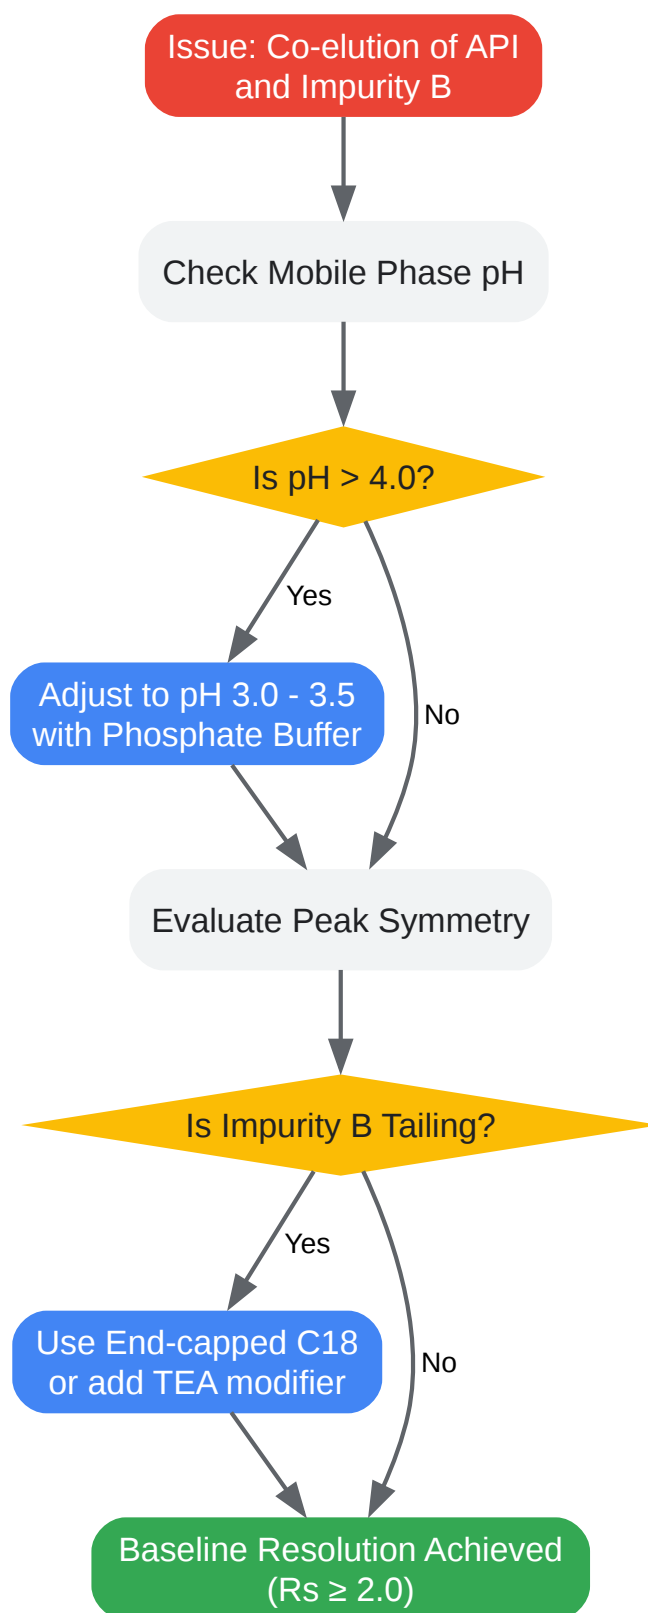 Issue: Co-elution of API
and Impurity B
Check Mobile Phase pH
Is pH > 4.0?
Yes
Adjust to pH 3.0 - 3.5
with Phosphate Buffer
No
Evaluate Peak Symmetry
Is Impurity B Tailing?
Yes
Use End-capped C18
or add TEA modifier
No
Baseline Resolution Achieved
(Rs ≥ 2.0)